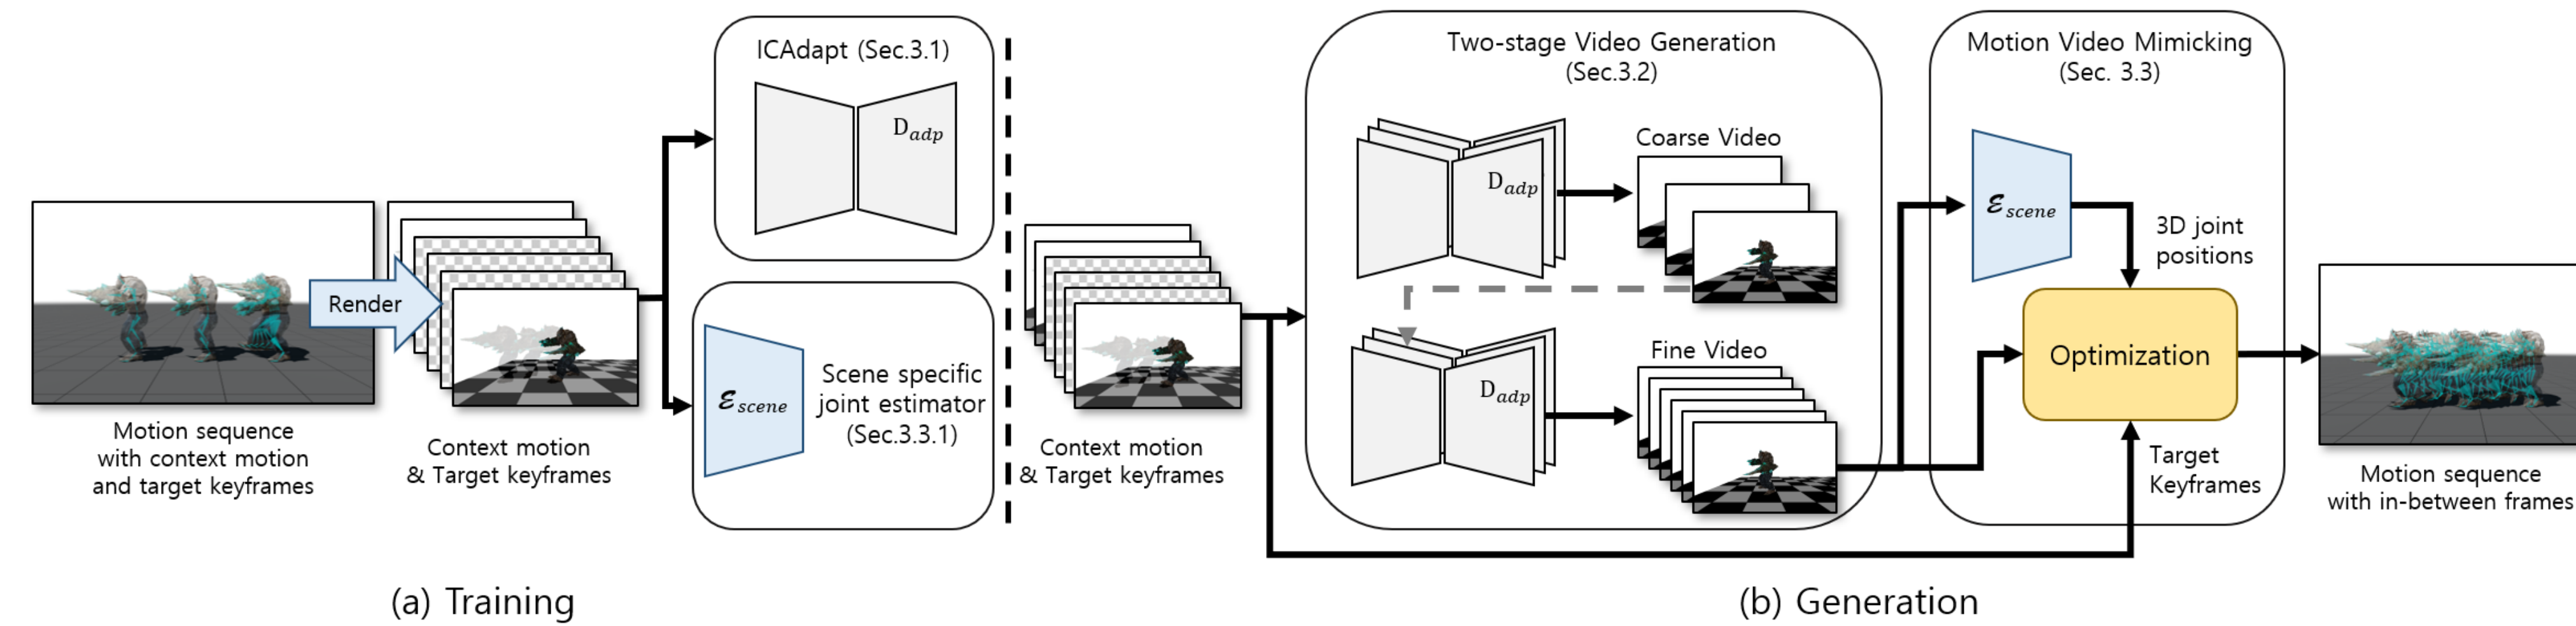 ICAdapt (Sec.3.1)
D_adp
Render
Motion sequence
with context motion
and target keyframes
Context motion
& Target keyframes
ℰ_scene
Scene specific
joint estimator
(Sec.3.3.1)
(a) Training
Context motion
& Target keyframes
Two-stage Video Generation
(Sec.3.2)
D_adp
Coarse Video
D_adp
Fine Video
Motion Video Mimicking
(Sec. 3.3)
ℰ_scene
3D joint
positions
Optimization
Target
Keyframes
Motion sequence
with in-between frames
(b) Generation